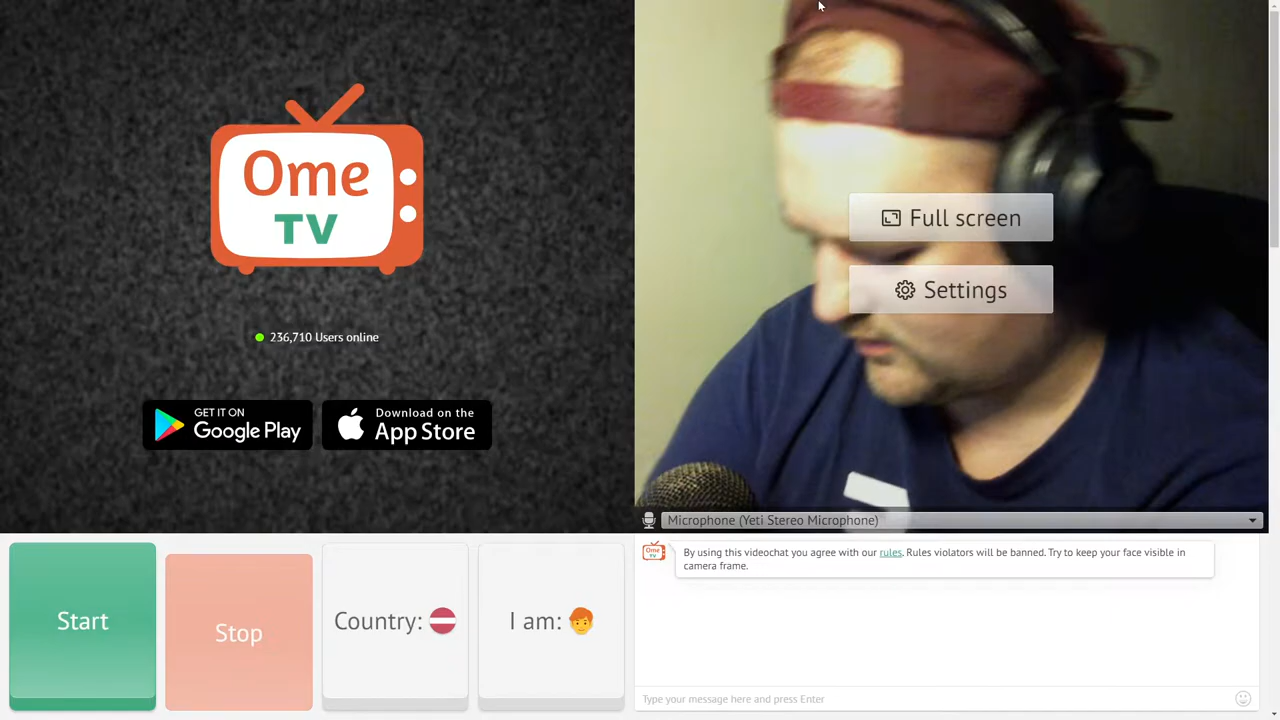 Ome
TV
236,710 Users online
GET IT ON
Google Play
Download on the
App Store
Full screen
Settings
Microphone (Yeti Stereo Microphone)
Start
Stop
Country:
I am:
Ome
TV
By using this videochat you agree with our rules. Rules violators will be banned. Try to keep your face visible in
camera frame.
Type your message here and press Enter